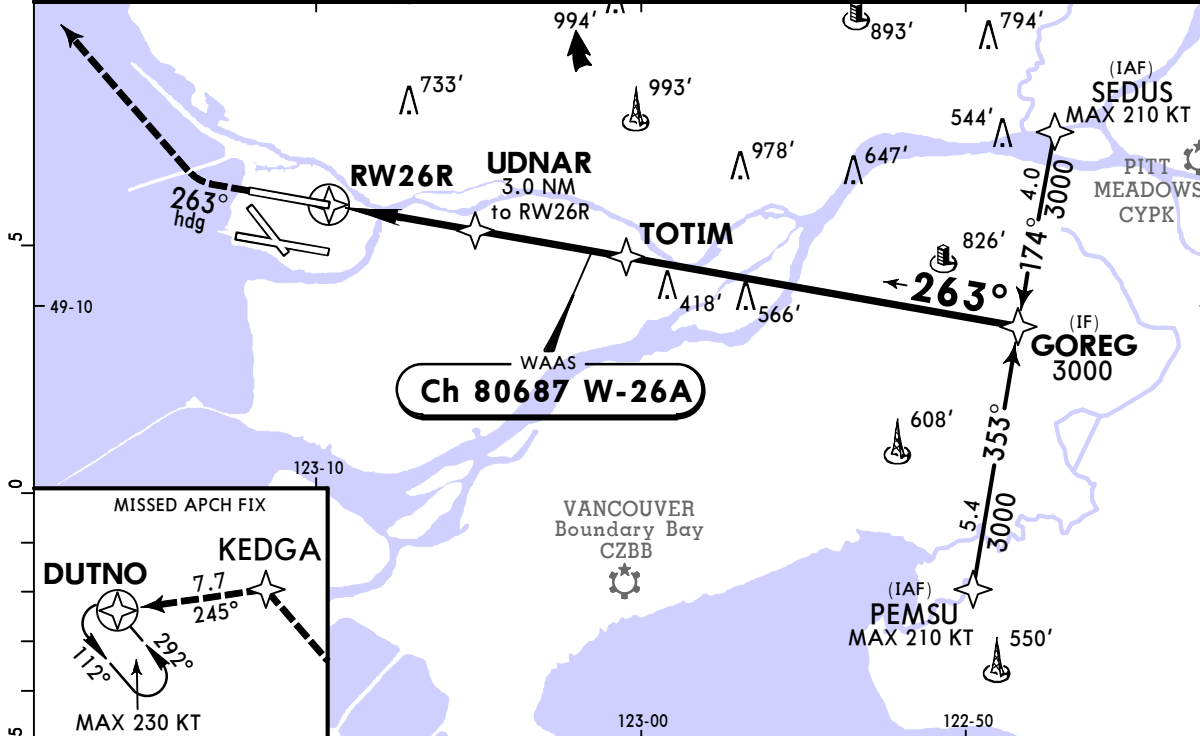 994′
893′
794′
733′
993′
(IAF)
SEDUS
MAX 210 KT
544′
978′
647′
UDNAR
3.0 NM
to RW26R
RW26R
PITT
MEADOWS
CYPK
4.0
3000
174°
263°
hdg
TOTIM
826′
5
49-10
418′
566′
263°
(IF)
GOREG
3000
WAAS
Ch 80687 W-26A
608′
353°
5.4
3000
123-10
0
MISSED APCH FIX
VANCOUVER
Boundary Bay
CZBB
KEDGA
DUTNO
7.7
245°
292°
112°
MAX 230 KT
(IAF)
PEMSU
MAX 210 KT
550′
5
123-00
122-50